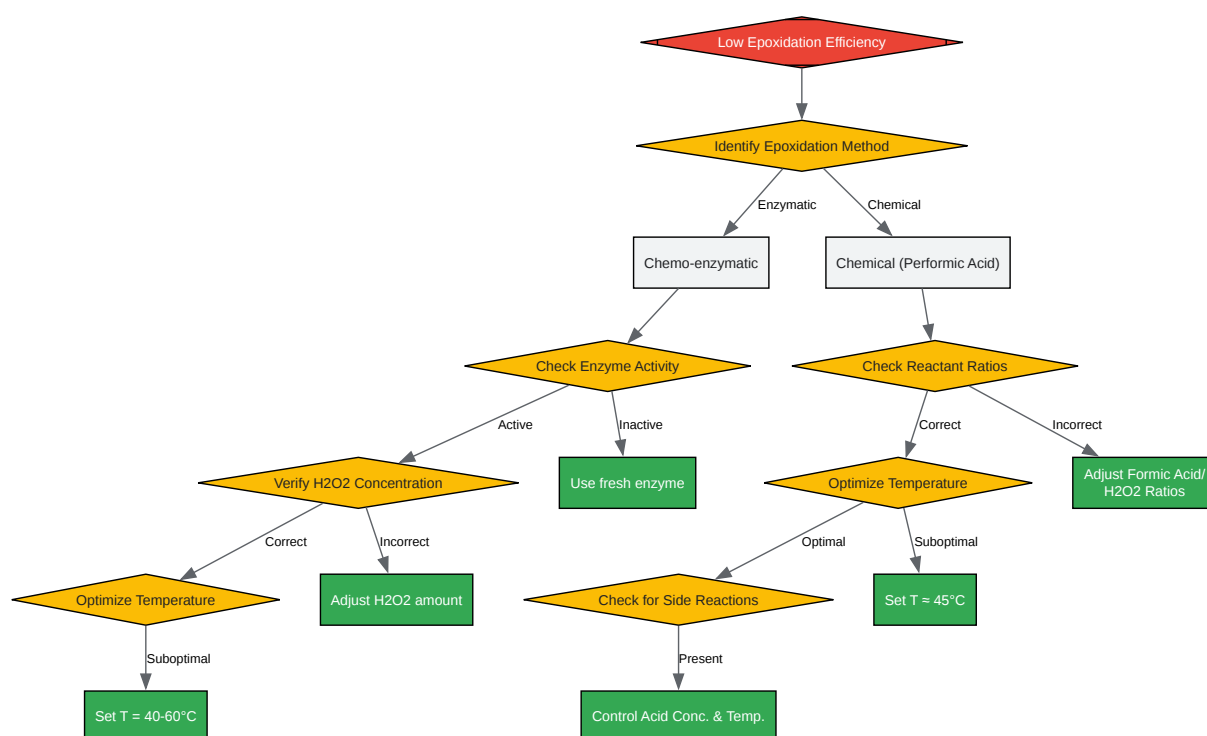 Low Epoxidation Efficiency
Identify Epoxidation Method
Enzymatic
Chemical
Chemo-enzymatic
Chemical (Performic Acid)
Check Enzyme Activity
Check Reactant Ratios
Active
Inactive
Correct
Incorrect
Verify H2O2 Concentration
Use fresh enzyme
Optimize Temperature
Adjust Formic Acid/
H2O2 Ratios
Correct
Incorrect
Optimal
Suboptimal
Optimize Temperature
Adjust H2O2 amount
Check for Side Reactions
Set T ≈ 45°C
Suboptimal
Present
Set T = 40-60°C
Control Acid Conc. & Temp.